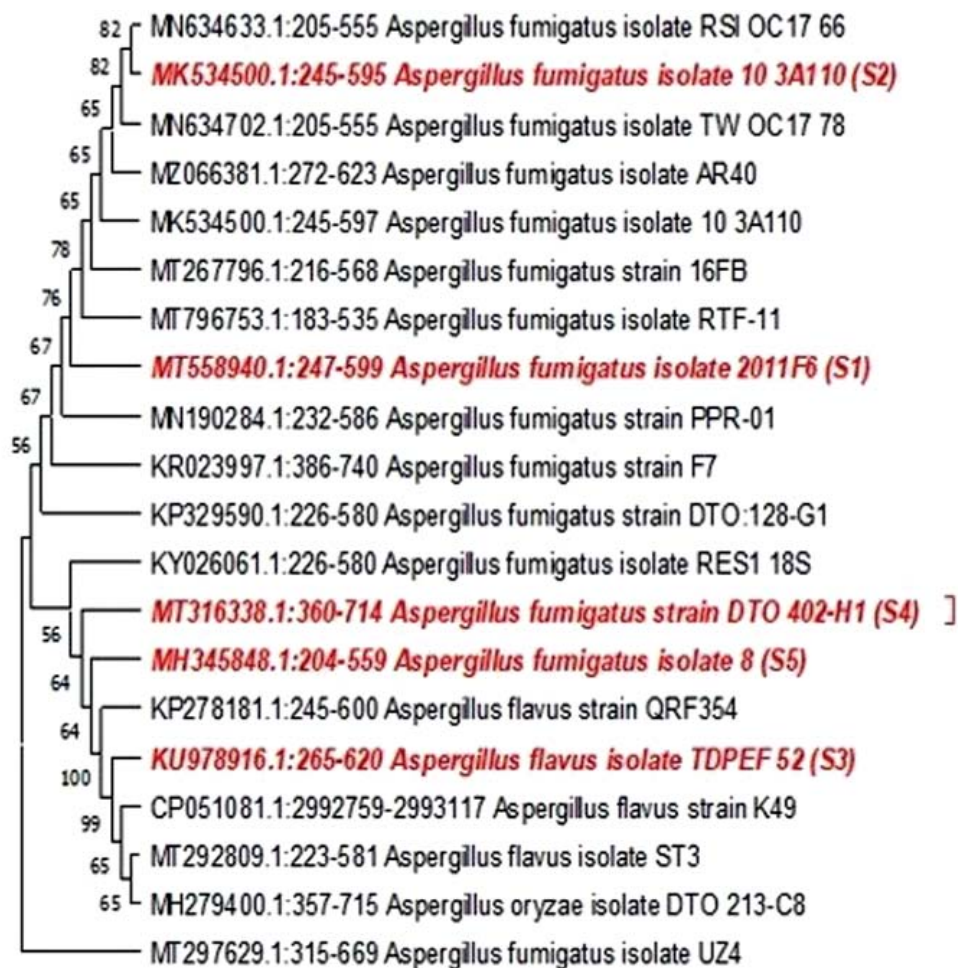 82
MN634633.1:205-555 Aspergillus fumigatus isolate RSI OC17 66
82
MK534500.1:245-595 Aspergillus fumigatus isolate 10 3A110 (S2)
65
MN634702.1:205-555 Aspergillus fumigatus isolate TW OC17 78
65
MZ066381.1:272-623 Aspergillus fumigatus isolate AR40
65
MK534500.1:245-597 Aspergillus fumigatus isolate 10 3A110
78
MT267796.1:216-568 Aspergillus fumigatus strain 16FB
76
MT796753.1:183-535 Aspergillus fumigatus isolate RTF-11
67
MT558940.1:247-599 Aspergillus fumigatus isolate 2011F6 (S1)
67
MN190284.1:232-586 Aspergillus fumigatus strain PPR-01
56
KR023997.1:386-740 Aspergillus fumigatus strain F7
KP329590.1:226-580 Aspergillus fumigatus strain DTO:128-G1
KY026061.1:226-580 Aspergillus fumigatus isolate RES1 18S
MT316338.1:360-714 Aspergillus fumigatus strain DTO 402-H1 (S4)
56
MH345848.1:204-559 Aspergillus fumigatus isolate 8 (S5)
64
KP278181.1:245-600 Aspergillus flavus strain QRF354
64
KU978916.1:265-620 Aspergillus flavus isolate TDPEF 52 (S3)
100
CP051081.1:2992759-2993117 Aspergillus flavus strain K49
99
MT292809.1:223-581 Aspergillus flavus isolate ST3
65
MH279400.1:357-715 Aspergillus oryzae isolate DTO 213-C8
65
MT297629.1:315-669 Aspergillus fumigatus isolate UZ4